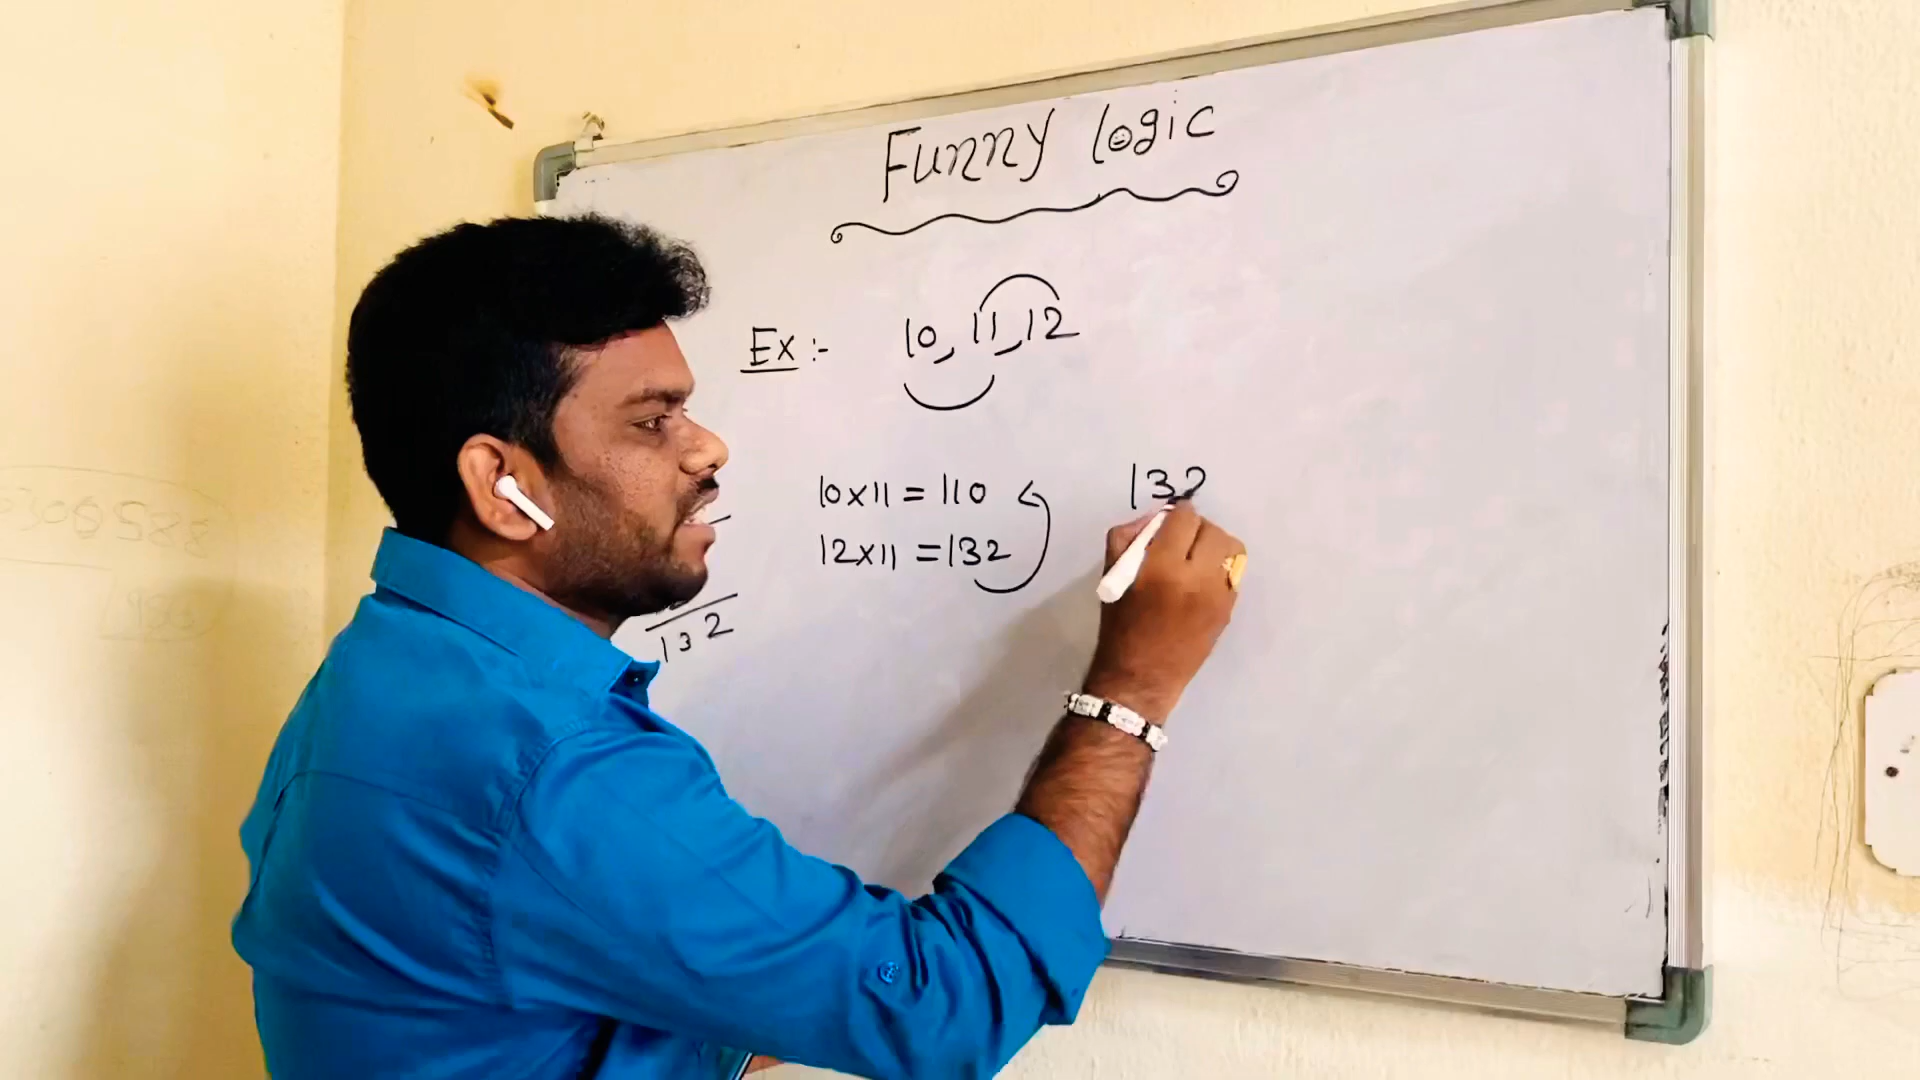 Funny Logic
Ex :- 10, 11, 12
10x11 = 110
12x11 = 132
132
132